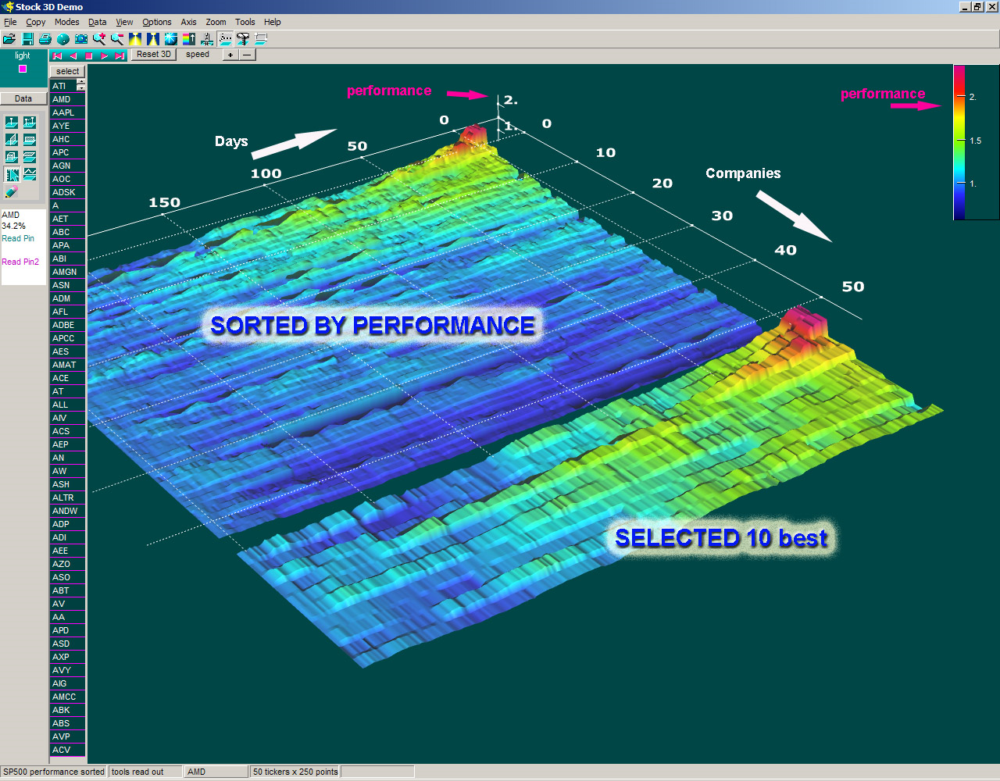 Stock 3D Demo
File Copy Modes Data View Options Axis Zoom Tools Help
light
Reset 3D speed + —
select
Data
ATI
AMD
AAPL
AYE
AHC
APC
AGN
AOC
ADSK
A
AET
ABC
APA
ABI
AMGN
ASN
ADM
AFL
ADBE
APCC
AES
AMAT
ACE
AT
ALL
AIV
ACS
AEP
AN
AW
ASH
ALTR
ANDW
ADP
ADI
AEE
AZO
ASO
ABT
AV
AA
APD
ASD
AXP
AVY
AIG
AMCC
ABK
ABS
AVP
ACV
AMD
34.2%
Read Pin
Read Pin2
performance
2.
1.
0
50
100
150
Days
0
10
20
30
40
50
Companies
performance
2.
1.5
1.
SORTED BY PERFORMANCE
SELECTED 10 best
SP500 performance sorted tools read out AMD 50 tickers x 250 points